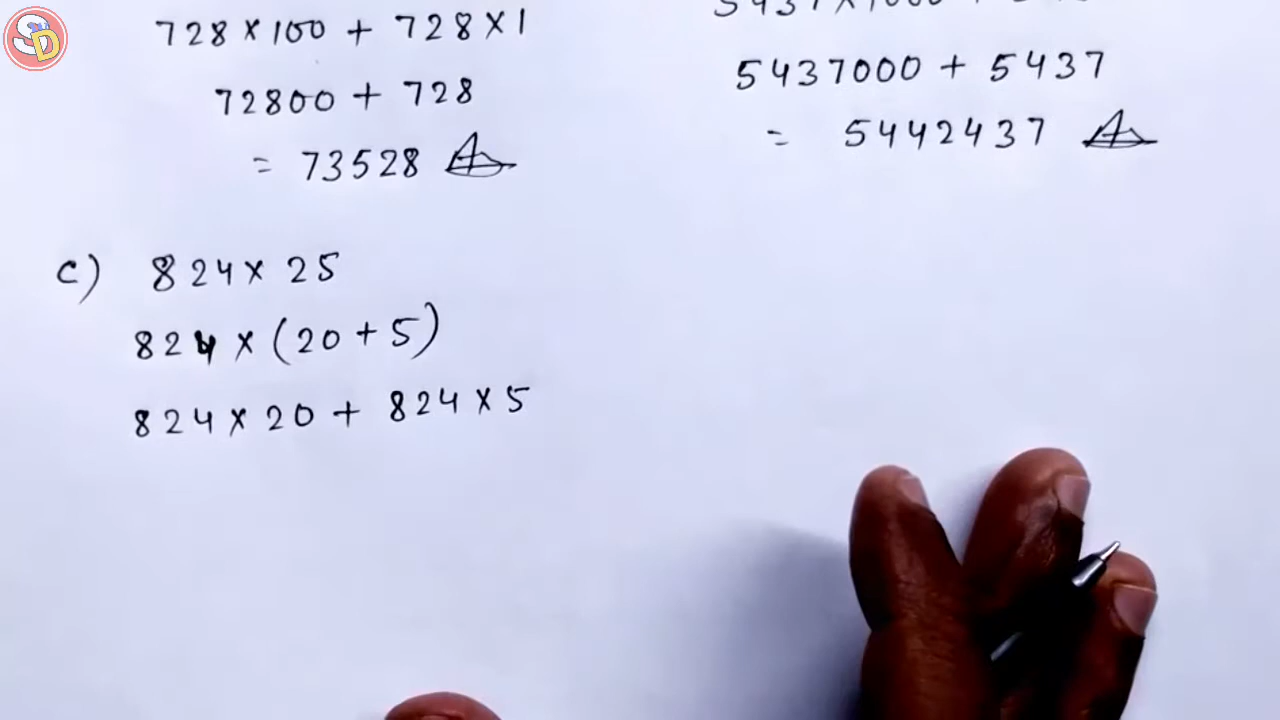 SD
728 × 100 + 728 × 1
72800 + 728
= 73528
5437000 + 5437
= 5442437
c) 824 × 25
824 × (20 + 5)
824 × 20 + 824 × 5